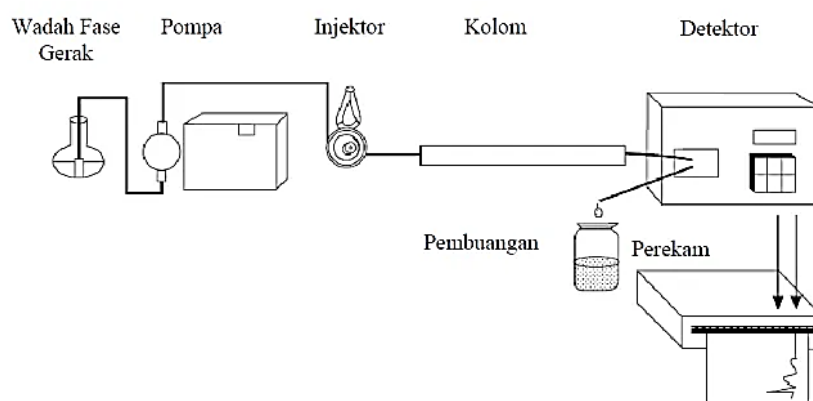 Wadah Fase
Gerak
Pompa
Injektor
Kolom
Detektor
Pembuangan
Perekam